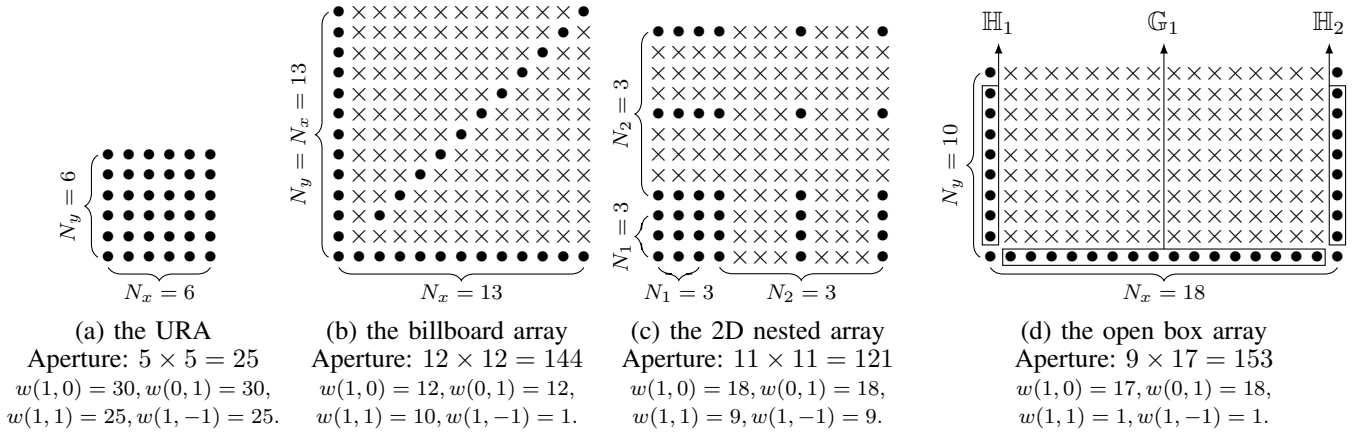 ℍ₁
𝔾₁
ℍ₂
N_y = N_x = 13
N_2 = 3
N_y = 10
N_y = 6
N_1 = 3
N_x = 6
N_x = 13
N_1 = 3
N_2 = 3
N_x = 18
(a) the URA
Aperture: 5 × 5 = 25
w(1, 0) = 30, w(0, 1) = 30,
w(1, 1) = 25, w(1, −1) = 25.
(b) the billboard array
Aperture: 12 × 12 = 144
w(1, 0) = 12, w(0, 1) = 12,
w(1, 1) = 10, w(1, −1) = 1.
(c) the 2D nested array
Aperture: 11 × 11 = 121
w(1, 0) = 18, w(0, 1) = 18,
w(1, 1) = 9, w(1, −1) = 9.
(d) the open box array
Aperture: 9 × 17 = 153
w(1, 0) = 17, w(0, 1) = 18,
w(1, 1) = 1, w(1, −1) = 1.